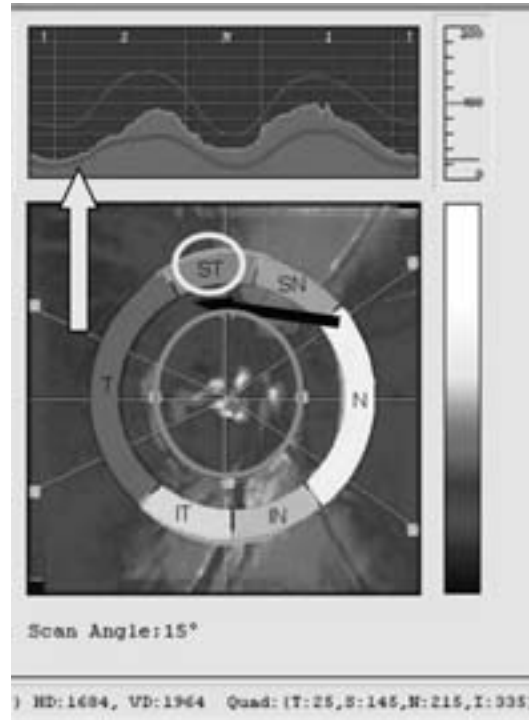 T S N I T
ST
SN
T
N
IT
IN
Scan Angle:15°
) HD:1684, VD:1964 Quad:(T:25,S:145,N:215,I:335